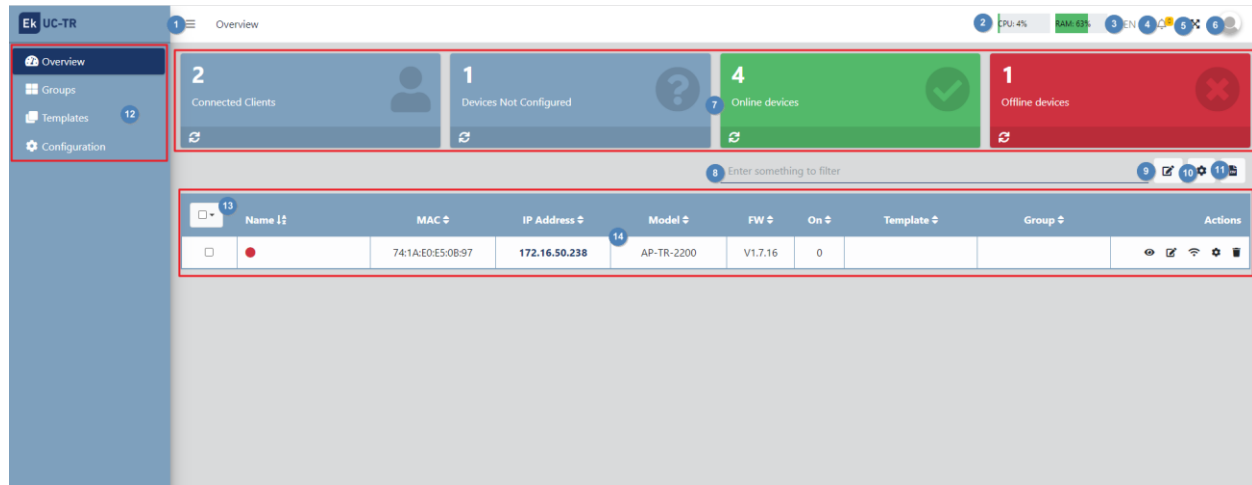 Ek UC-TR
1
Overview
2
CPU: 4%
RAM: 63%
3
EN
4
5
6
Overview
Groups
Templates
12
Configuration
2
Connected Clients
1
Devices Not Configured
7
4
Online devices
1
Offline devices
8
Enter something to filter
9
10
11
13
Name
MAC
IP Address
Model
FW
On
Template
Group
Actions
14
74:1A:E0:E5:0B:97
172.16.50.238
AP-TR-2200
V1.7.16
0